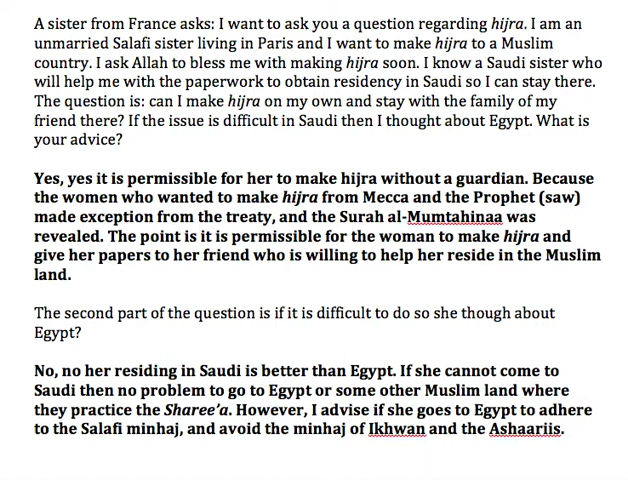 A sister from France asks: I want to ask you a question regarding hijra. I am an
unmarried Salafi sister living in Paris and I want to make hijra to a Muslim
country. I ask Allah to bless me with making hijra soon. I know a Saudi sister who
will help me with the paperwork to obtain residency in Saudi so I can stay there.
The question is: can I make hijra on my own and stay with the family of my
friend there? If the issue is difficult in Saudi then I thought about Egypt. What is
your advice?
Yes, yes it is permissible for her to make hijra without a guardian. Because
the women who wanted to make hijra from Mecca and the Prophet (saw)
made exception from the treaty, and the Surah al-Mumtahinaa was
revealed. The point is it is permissible for the woman to make hijra and
give her papers to her friend who is willing to help her reside in the Muslim
land.
The second part of the question is if it is difficult to do so she though about
Egypt?
No, no her residing in Saudi is better than Egypt. If she cannot come to
Saudi then no problem to go to Egypt or some other Muslim land where
they practice the Sharee'a. However, I advise if she goes to Egypt to adhere
to the Salafi minhaj, and avoid the minhaj of Ikhwan and the Ashaariis.